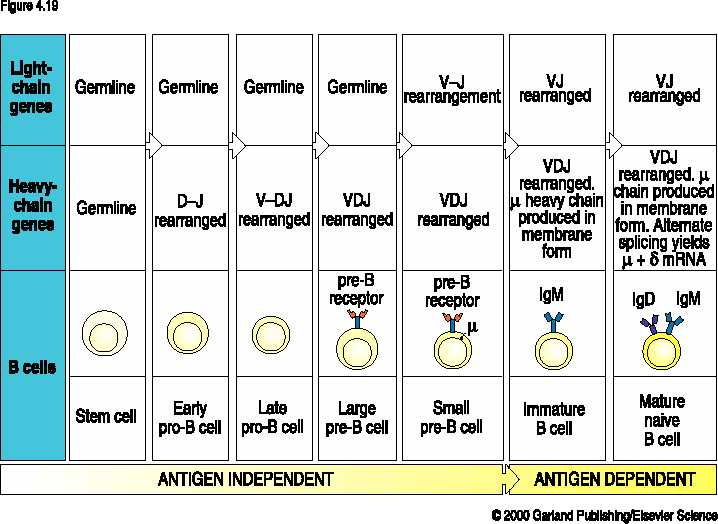 Figure 4.19
Light-
chain
genes
Germline
Germline
Germline
Germline
V–J
rearrangement
VJ
rearranged
VJ
rearranged
Heavy-
chain
genes
Germline
D–J
rearranged
V–DJ
rearranged
VDJ
rearranged
VDJ
rearranged
VDJ
rearranged.
μ heavy chain
produced in
membrane
form
VDJ
rearranged. μ
chain produced
in membrane
form. Alternate
splicing yields
μ + δ mRNA
B cells
pre-B
receptor
pre-B
receptor
μ
IgM
IgD
IgM
Stem cell
Early
pro-B cell
Late
pro-B cell
Large
pre-B cell
Small
pre-B cell
Immature
B cell
Mature
naive
B cell
ANTIGEN INDEPENDENT
ANTIGEN DEPENDENT
© 2000 Garland Publishing/Elsevier Science